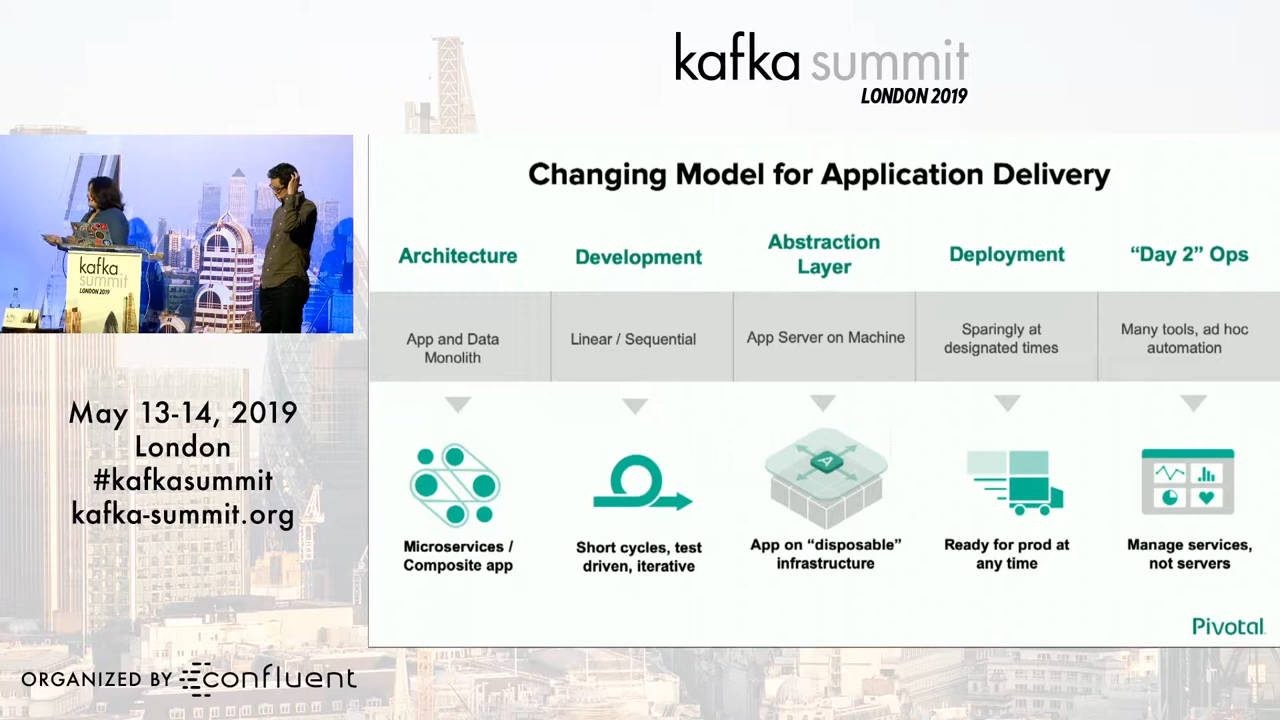 kafka summit
LONDON 2019
kafka
summit
LONDON 2019
May 13-14, 2019
London
#kafkasummit
kafka-summit.org
ORGANIZED BY confluent
Changing Model for Application Delivery
Architecture
Development
Abstraction
Layer
Deployment
“Day 2” Ops
App and Data
Monolith
Linear / Sequential
App Server on Machine
Sparingly at
designated times
Many tools, ad hoc
automation
A
Microservices /
Composite app
Short cycles, test
driven, iterative
App on “disposable”
infrastructure
Ready for prod at
any time
Manage services,
not servers
Pivotal